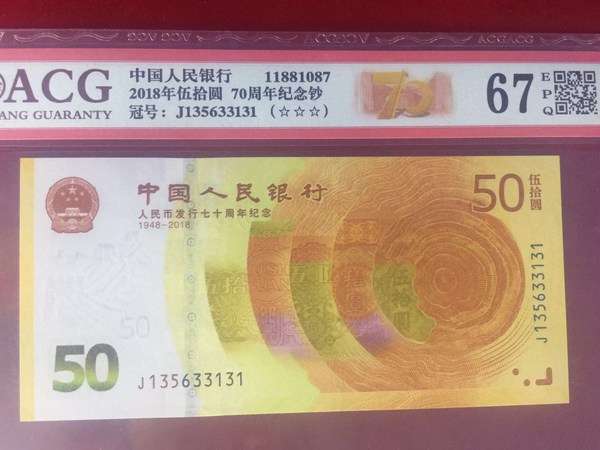 ACG
ANG GUARANTY
中国人民银行 11881087
2018年伍拾圆 70周年纪念钞
冠号：J135633131 （☆☆☆）
70
67
EPQ
中国人民银行
人民币发行七十周年纪念
1948-2018
50
伍拾圆
伍拾圆
50
50
J135633131
J135633131